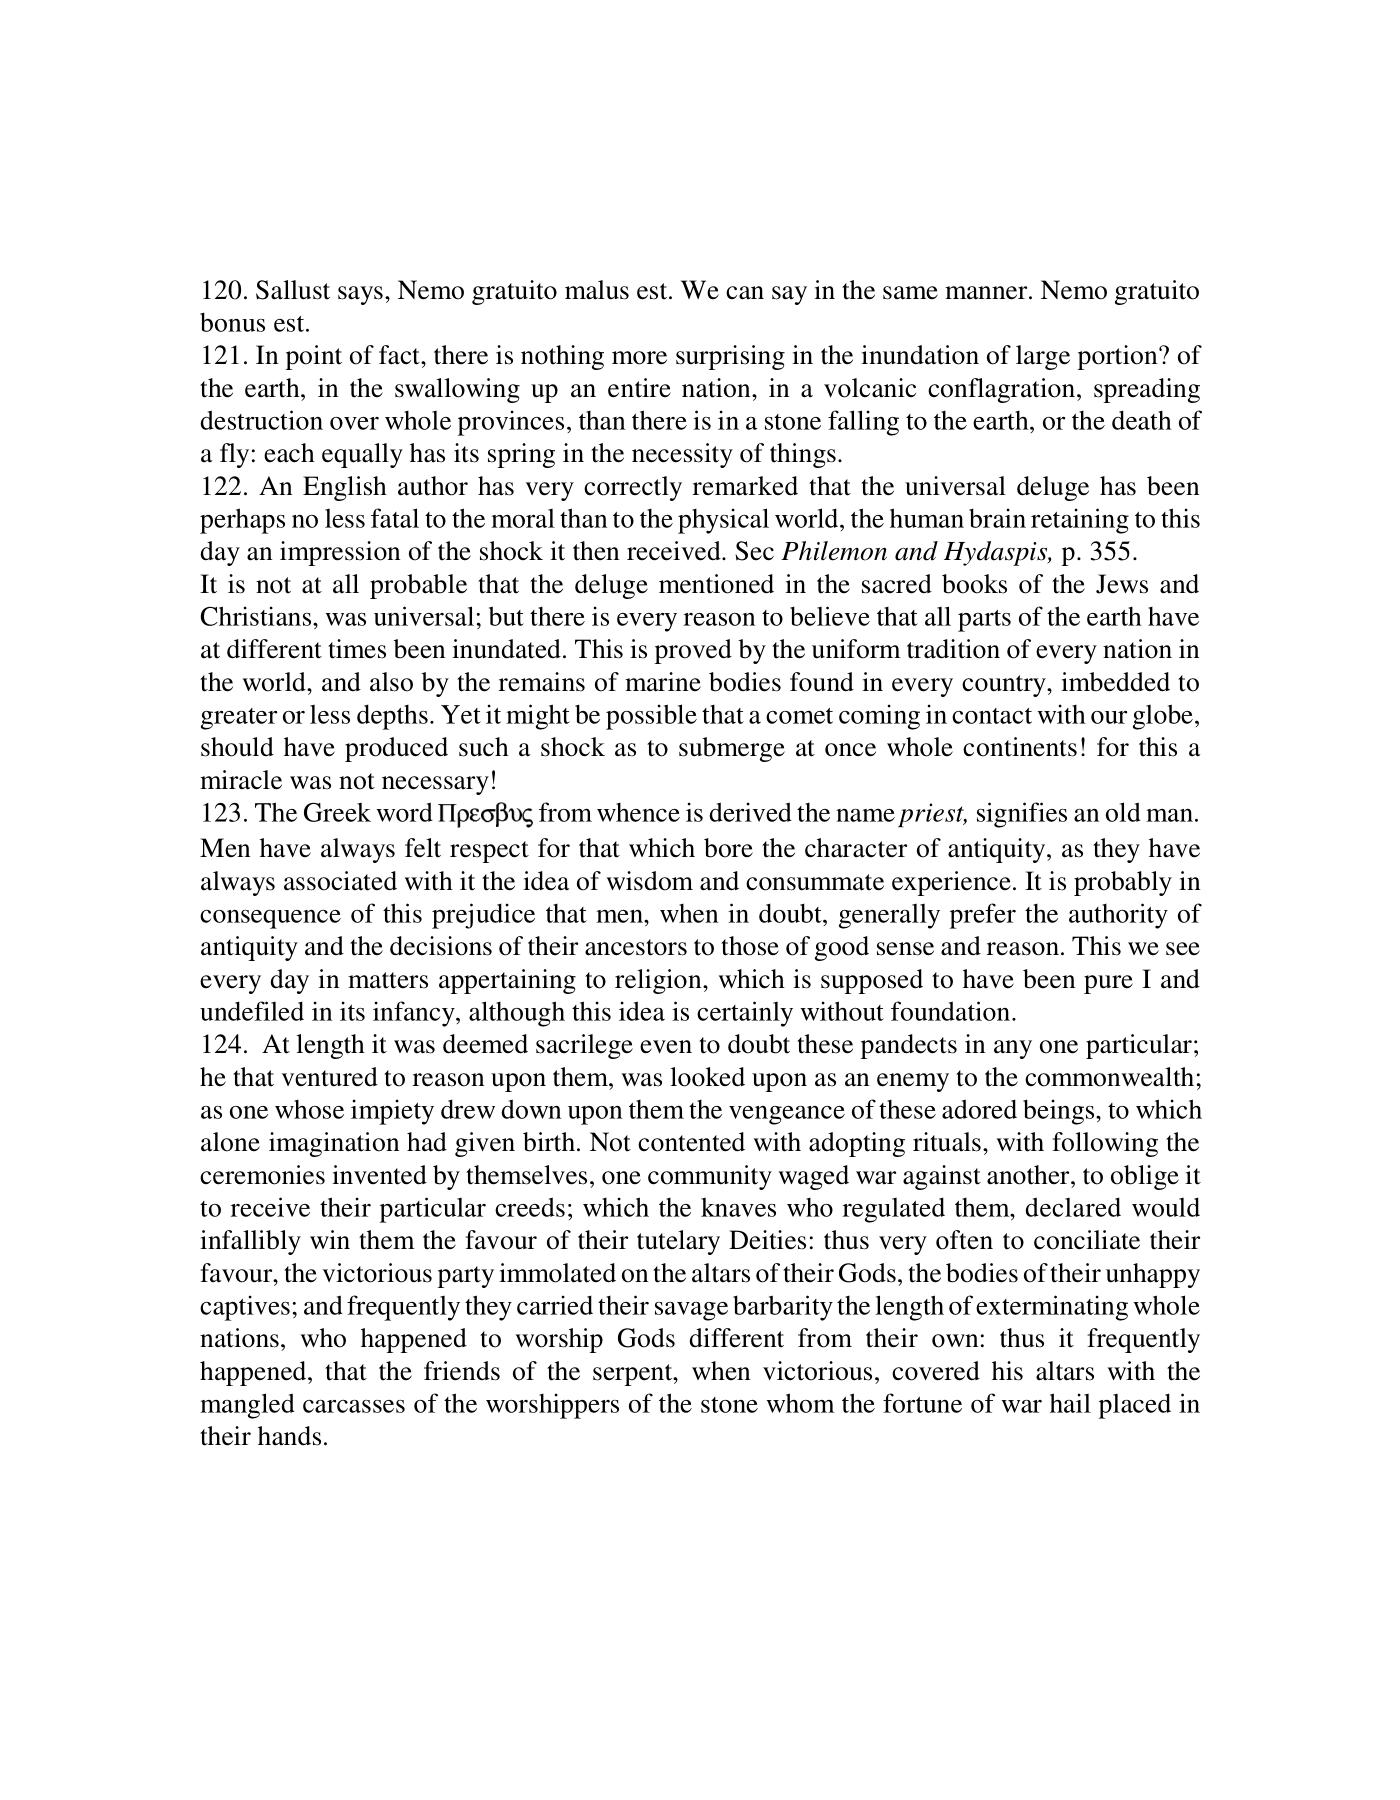 120. Sallust says, Nemo gratuito malus est. We can say in the same manner. Nemo gratuito
bonus est.
121. In point of fact, there is nothing more surprising in the inundation of large portion? of
the earth, in the swallowing up an entire nation, in a volcanic conflagration, spreading
destruction over whole provinces, than there is in a stone falling to the earth, or the death of
a fly: each equally has its spring in the necessity of things.
122. An English author has very correctly remarked that the universal deluge has been
perhaps no less fatal to the moral than to the physical world, the human brain retaining to this
day an impression of the shock it then received. Sec Philemon and Hydaspis, p. 355.
It is not at all probable that the deluge mentioned in the sacred books of the Jews and
Christians, was universal; but there is every reason to believe that all parts of the earth have
at different times been inundated. This is proved by the uniform tradition of every nation in
the world, and also by the remains of marine bodies found in every country, imbedded to
greater or less depths. Yet it might be possible that a comet coming in contact with our globe,
should have produced such a shock as to submerge at once whole continents! for this a
miracle was not necessary!
123. The Greek word Πρεσβυς from whence is derived the name priest, signifies an old man.
Men have always felt respect for that which bore the character of antiquity, as they have
always associated with it the idea of wisdom and consummate experience. It is probably in
consequence of this prejudice that men, when in doubt, generally prefer the authority of
antiquity and the decisions of their ancestors to those of good sense and reason. This we see
every day in matters appertaining to religion, which is supposed to have been pure I and
undefiled in its infancy, although this idea is certainly without foundation.
124. At length it was deemed sacrilege even to doubt these pandects in any one particular;
he that ventured to reason upon them, was looked upon as an enemy to the commonwealth;
as one whose impiety drew down upon them the vengeance of these adored beings, to which
alone imagination had given birth. Not contented with adopting rituals, with following the
ceremonies invented by themselves, one community waged war against another, to oblige it
to receive their particular creeds; which the knaves who regulated them, declared would
infallibly win them the favour of their tutelary Deities: thus very often to conciliate their
favour, the victorious party immolated on the altars of their Gods, the bodies of their unhappy
captives; and frequently they carried their savage barbarity the length of exterminating whole
nations, who happened to worship Gods different from their own: thus it frequently
happened, that the friends of the serpent, when victorious, covered his altars with the
mangled carcasses of the worshippers of the stone whom the fortune of war hail placed in
their hands.